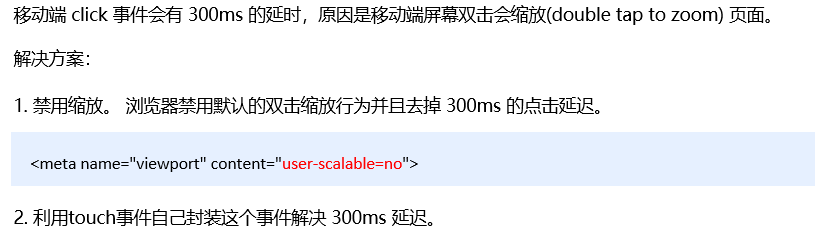 移动端 click 事件会有 300ms 的延时，原因是移动端屏幕双击会缩放(double tap to zoom) 页面。
解决方案：
1. 禁用缩放。 浏览器禁用默认的双击缩放行为并且去掉 300ms 的点击延迟。
<meta name="viewport" content="user-scalable=no">
2. 利用touch事件自己封装这个事件解决 300ms 延迟。